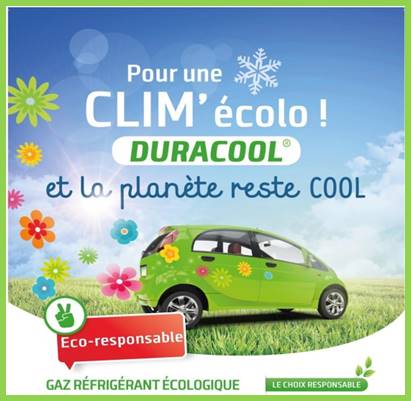 Pour une
CLIM' écolo !
DURACOOL®
et la planète reste COOL
Eco-responsable
GAZ RÉFRIGÉRANT ÉCOLOGIQUE
LE CHOIX RESPONSABLE